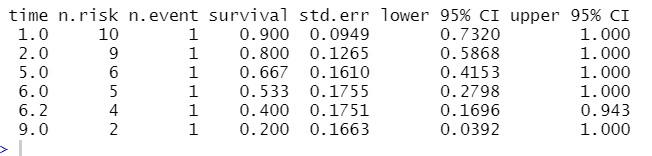 time n.risk n.event survival std.err lower 95% CI upper 95% CI
1.0 10 1 0.900 0.0949 0.7320 1.000
2.0 9 1 0.800 0.1265 0.5868 1.000
5.0 6 1 0.667 0.1610 0.4153 1.000
6.0 5 1 0.533 0.1755 0.2798 1.000
6.2 4 1 0.400 0.1751 0.1696 0.943
9.0 2 1 0.200 0.1663 0.0392 1.000
>